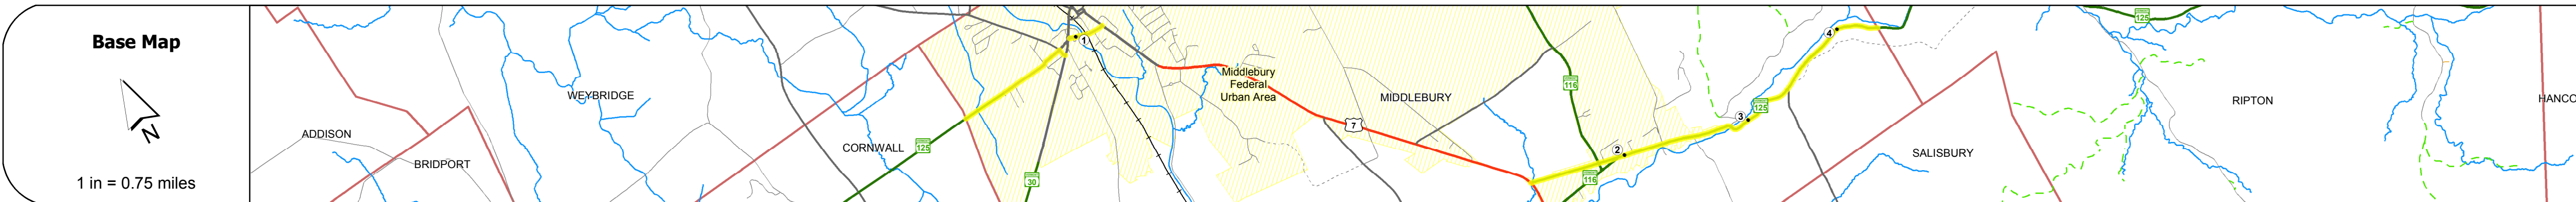 Base Map
N
1 in = 0.75 miles
ADDISON
BRIDPORT
WEYBRIDGE
CORNWALL
125
30
1
Middlebury
Federal
Urban Area
7
MIDDLEBURY
116
2
116
3
125
4
SALISBURY
125
RIPTON
HANCO